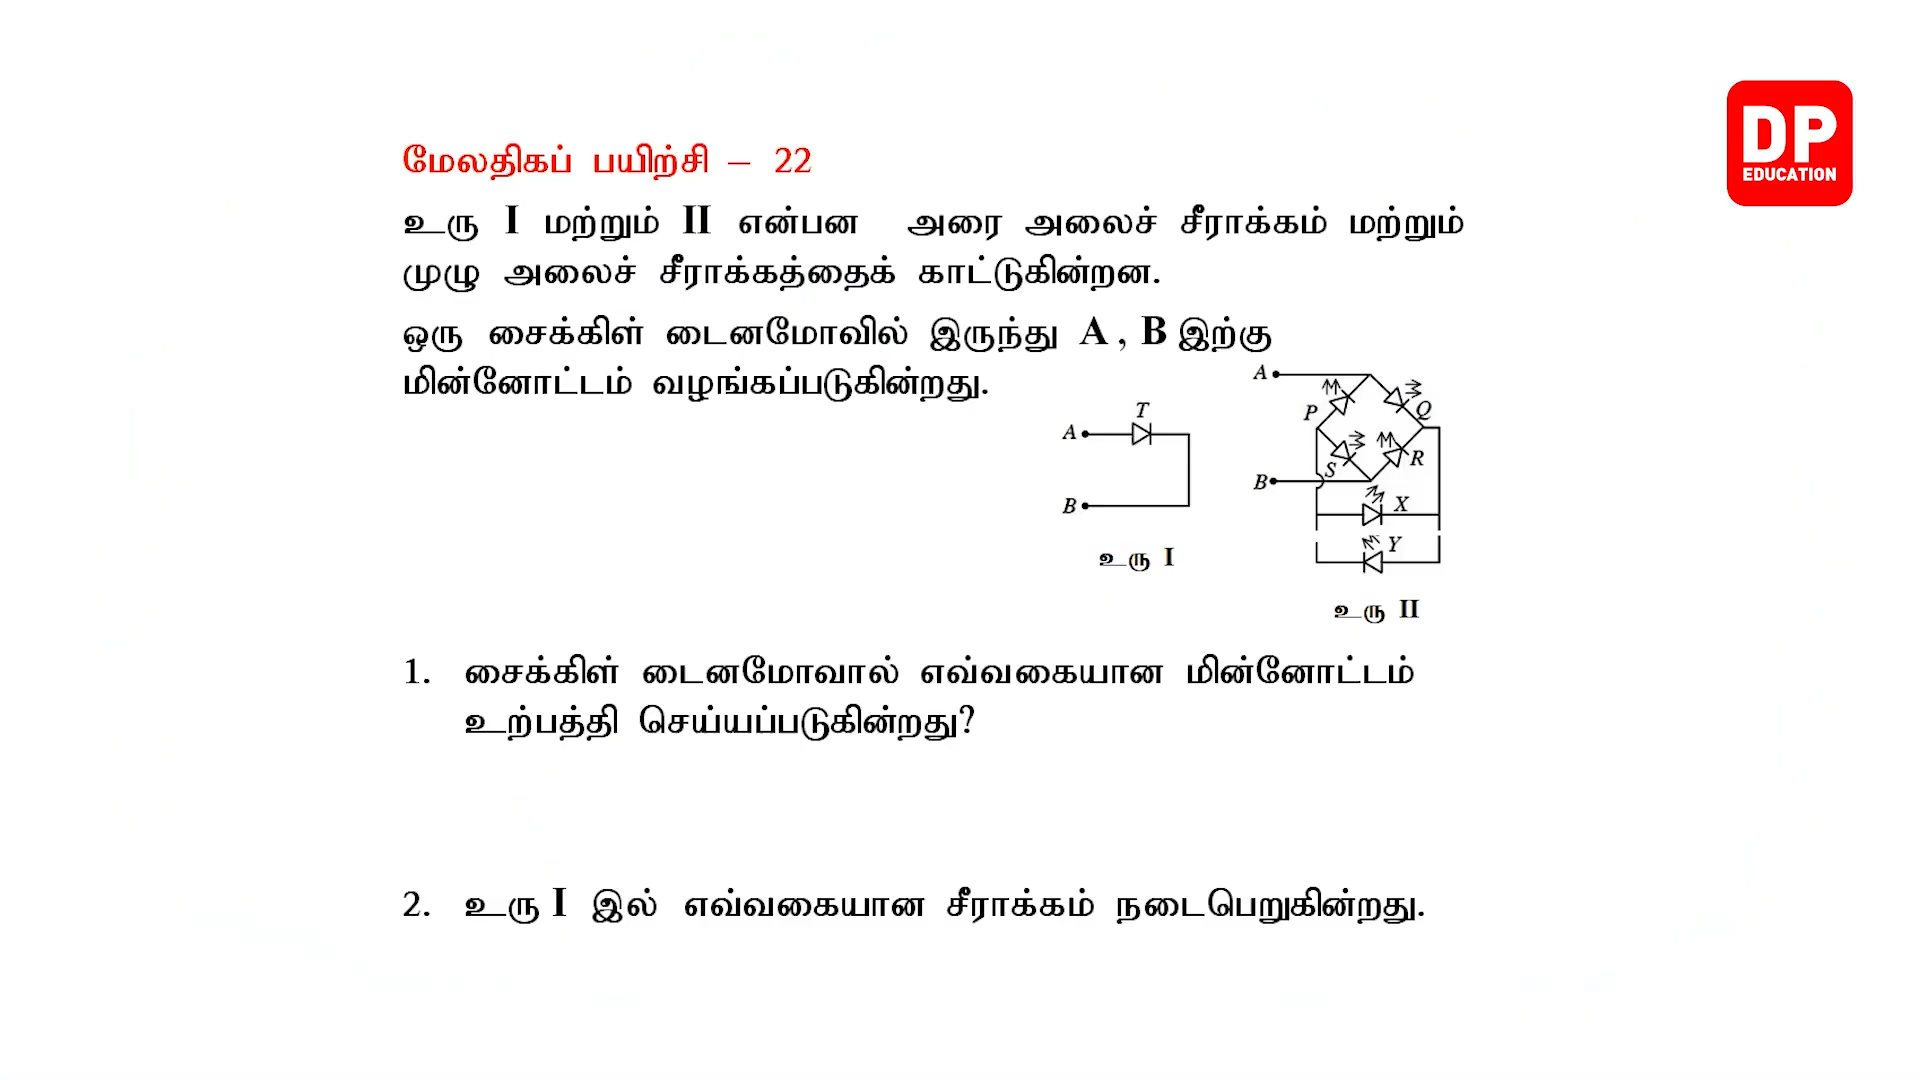 DP
EDUCATION
மேலதிகப் பயிற்சி – 22
உரு I மற்றும் II என்பன அரை அலைச் சீராக்கம் மற்றும்
முழு அலைச் சீராக்கத்தைக் காட்டுகின்றன.
ஒரு சைக்கிள் டைனமோவில் இருந்து A , B இற்கு
மின்னோட்டம் வழங்கப்படுகின்றது.
A T
B
உரு I
A
P Q
S R
B
X
Y
உரு II
1. சைக்கிள் டைனமோவால் எவ்வகையான மின்னோட்டம்
உற்பத்தி செய்யப்படுகின்றது?
2. உரு I இல் எவ்வகையான சீராக்கம் நடைபெறுகின்றது.